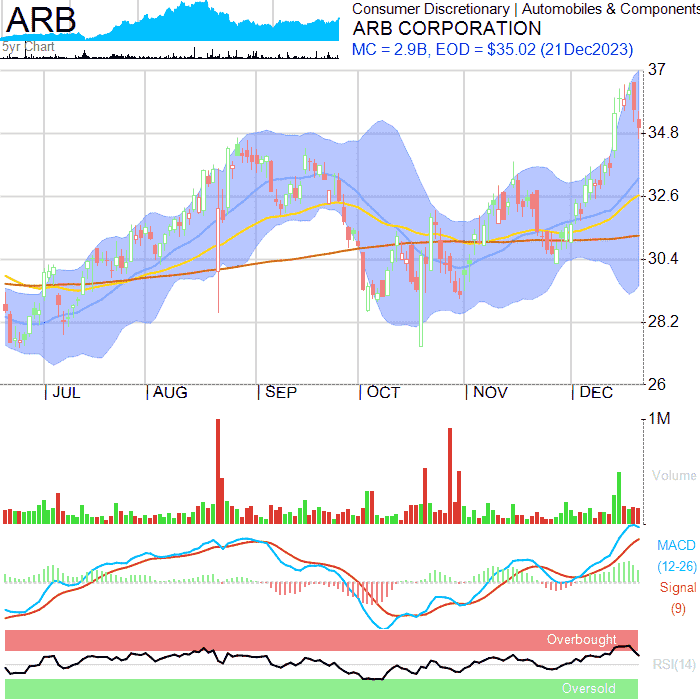 ARB
Consumer Discretionary | Automobiles & Components
ARB CORPORATION
MC = 2.9B, EOD = $35.02 (21Dec2023)
5yr Chart
37
34.8
32.6
30.4
28.2
26
JUL AUG SEP OCT NOV DEC
1M
Volume
MACD
(12-26)
Signal
(9)
Overbought
RSI(14)
Oversold